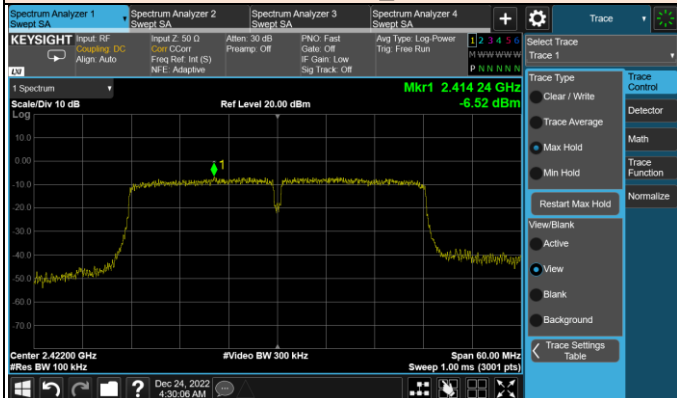 Spectrum Analyzer 1
Swept SA
Spectrum Analyzer 2
Swept SA
Spectrum Analyzer 3
Swept SA
Spectrum Analyzer 4
Swept SA
+
Trace
KEYSIGHT
LXI
Input: RF
Coupling: DC
Align: Auto
Input Z: 50 Ω
Corr CCorr
Freq Ref: Int (S)
NFE: Adaptive
Atten: 30 dB
Preamp: Off
PNO: Fast
Gate: Off
IF Gain: Low
Sig Track: Off
Avg Type: Log-Power
Trig: Free Run
1 2 3 4 5 6
M W W W W W
P N N N N N
Select Trace
Trace 1
1 Spectrum
Scale/Div 10 dB
Log
Ref Level 20.00 dBm
Mkr1 2.414 24 GHz
-6.52 dBm
10.0
0.00
-10.0
-20.0
-30.0
-40.0
-50.0
-60.0
-70.0
1
Center 2.42200 GHz
#Res BW 100 kHz
#Video BW 300 kHz
Span 60.00 MHz
Sweep 1.00 ms (3001 pts)
Trace Type
Clear / Write
Trace Average
Max Hold
Min Hold
Restart Max Hold
View/Blank
Active
View
Blank
Background
Trace Settings
Table
Trace
Control
Detector
Math
Trace
Function
Normalize
?
Dec 24, 2022
4:30:06 AM